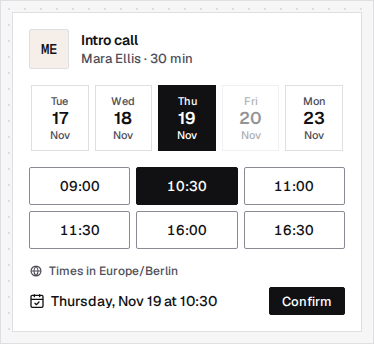 ME
Intro call
Mara Ellis · 30 min
Tue Wed Thu Fri Mon
17 18 19 20 23
Nov Nov Nov Nov Nov
09:00 10:30 11:00
11:30 16:00 16:30
Times in Europe/Berlin
Thursday, Nov 19 at 10:30 Confirm